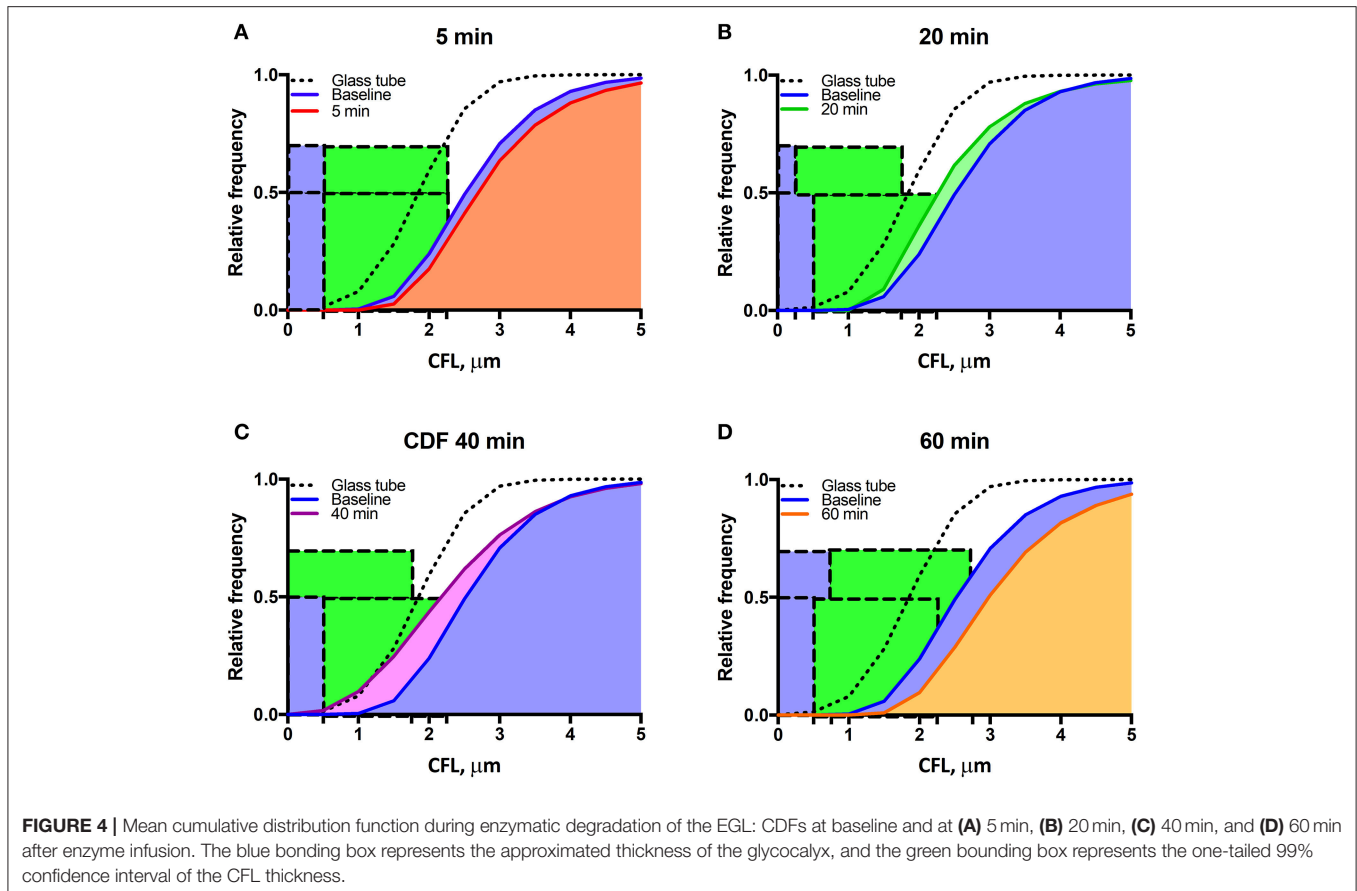 A
5 min
Glass tube
Baseline
5 min
Relative frequency
1.0
0.5
0.0
0 1 2 3 4 5
CFL, μm
B
20 min
Glass tube
Baseline
20 min
Relative frequency
1.0
0.5
0.0
0 1 2 3 4 5
CFL, μm
C
CDF 40 min
Glass tube
Baseline
40 min
Relative frequency
1.0
0.5
0.0
0 1 2 3 4 5
CFL, μm
D
60 min
Glass tube
Baseline
60 min
Relative frequency
1.0
0.5
0.0
0 1 2 3 4 5
CFL, μm
FIGURE 4 | Mean cumulative distribution function during enzymatic degradation of the EGL: CDFs at baseline and at (A) 5 min, (B) 20 min, (C) 40 min, and (D) 60 min
after enzyme infusion. The blue bonding box represents the approximated thickness of the glycocalyx, and the green bounding box represents the one-tailed 99%
confidence interval of the CFL thickness.